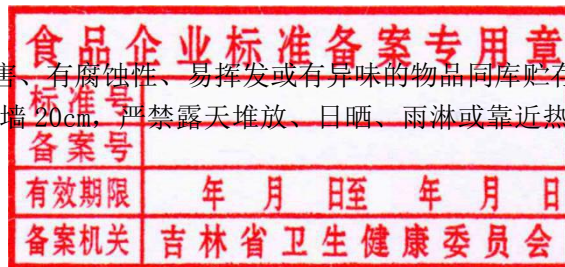 食品企业标准备案专用章
害、有腐蚀性、易挥发或有异味的物品同库贮存
标准号
墙 20cm，严禁露天堆放、日晒、雨淋或靠近热
备案号
有效期限 年 月 日至 年 月 日
备案机关 吉林省卫生健康委员会